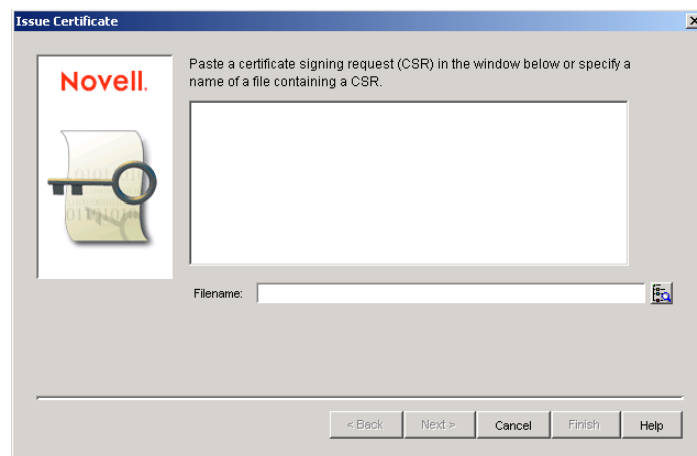 Issue Certificate
Novell.
Paste a certificate signing request (CSR) in the window below or specify a
name of a file containing a CSR.
Filename:
< Back
Next >
Cancel
Finish
Help